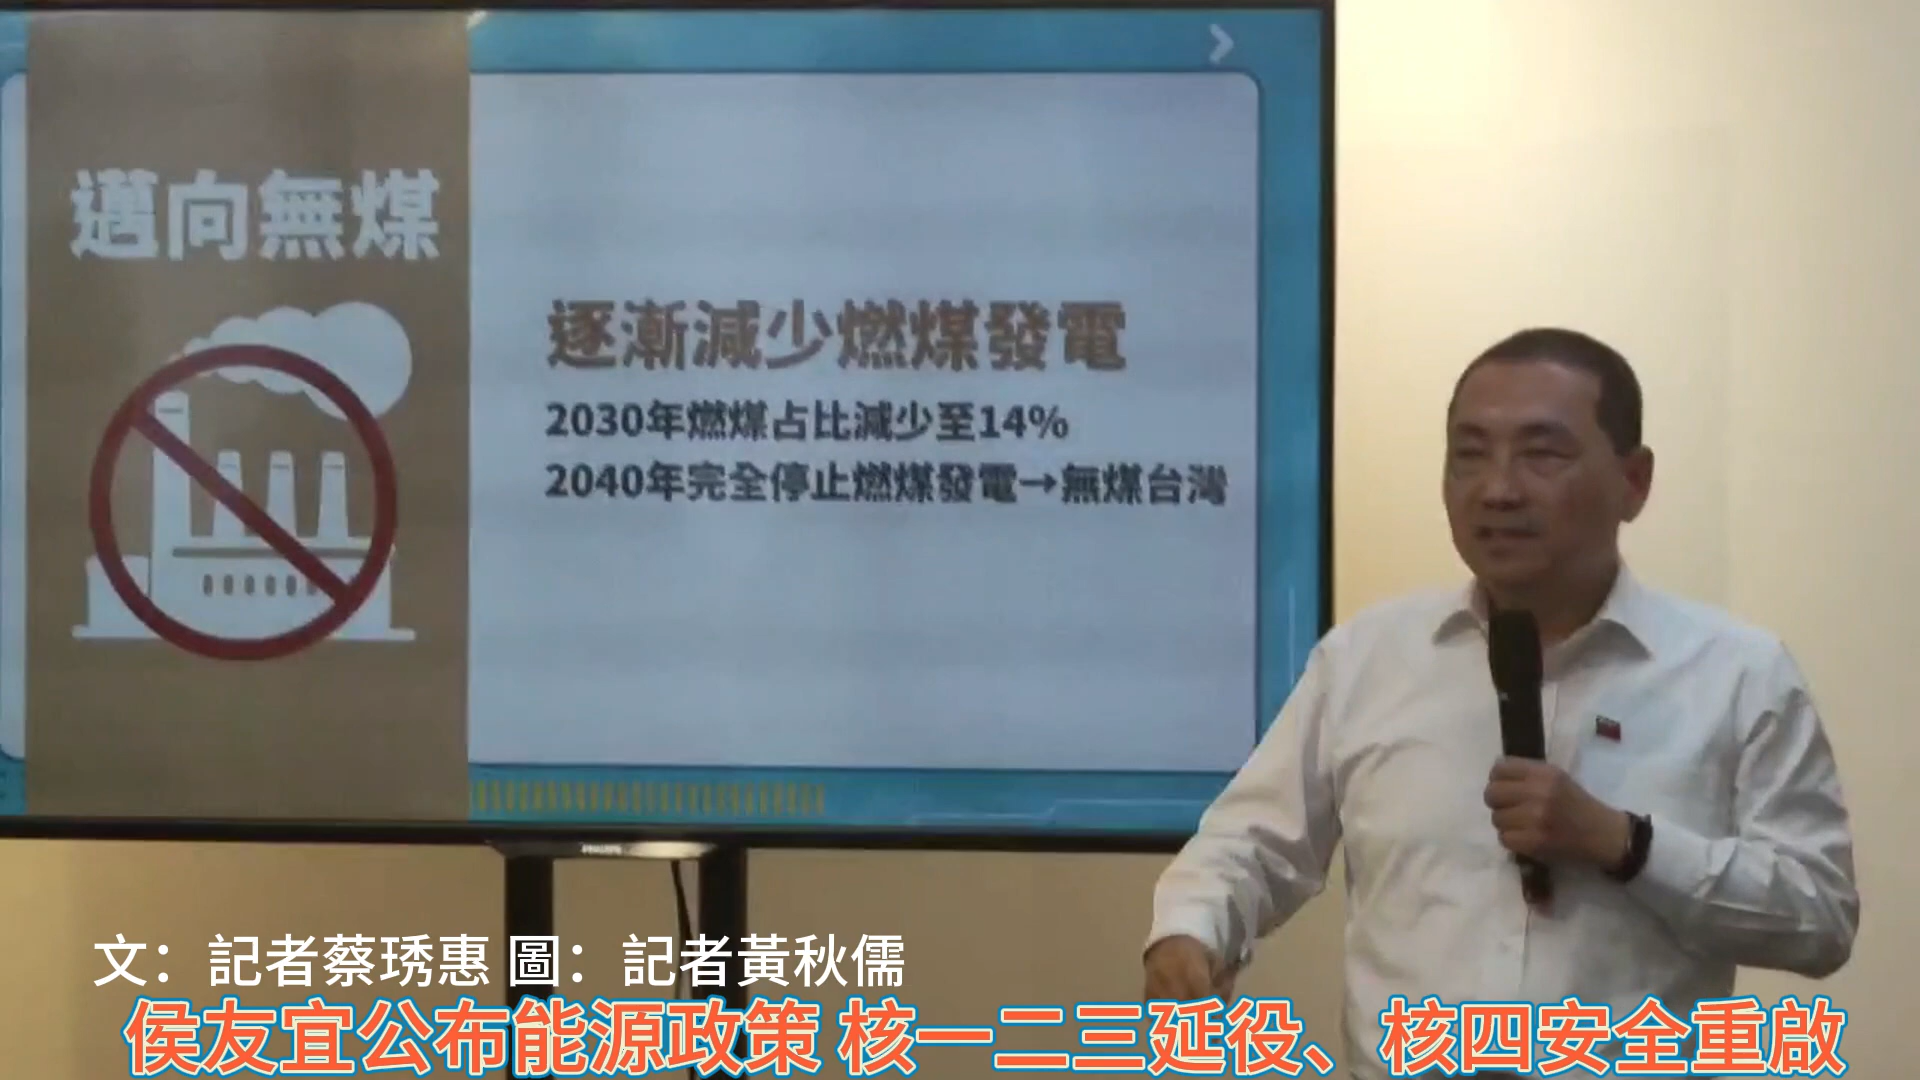 邁向無煤
逐漸減少燃煤發電
2030年燃煤占比減少至14%
2040年完全停止燃煤發電→無煤台灣
文：記者蔡琇惠 圖：記者黃秋儒
侯友宜公布能源政策 核一二三延役、核四安全重啟